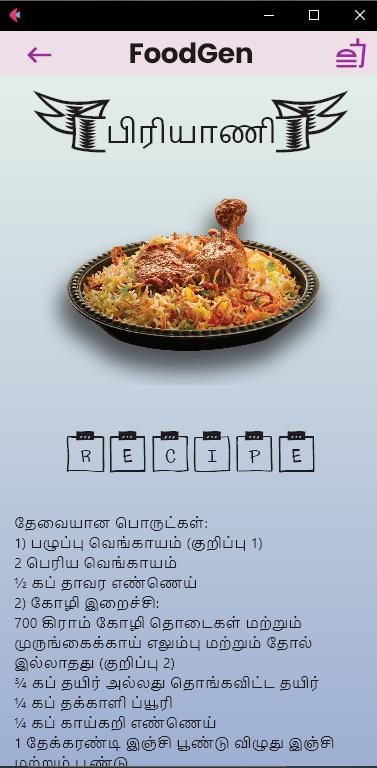 FoodGen
பிரியாணி
RECIPE
தேவையான பொருட்கள்:
1) பழுப்பு வெங்காயம் (குறிப்பு 1)
2 பெரிய வெங்காயம்
½ கப் தாவர எண்ணெய்
2) கோழி இறைச்சி:
700 கிராம் கோழி தொடைகள் மற்றும்
முருங்கைக்காய் எலும்பு மற்றும் தோல்
இல்லாதது (குறிப்பு 2)
¾ கப் தயிர் அல்லது தொங்கவிட்ட தயிர்
¼ கப் தக்காளி ப்யூரி
¼ கப் காய்கறி எண்ணெய்
1 தேக்கரண்டி இஞ்சி பூண்டு விழுது இஞ்சி
மற்றும் பூண்டு